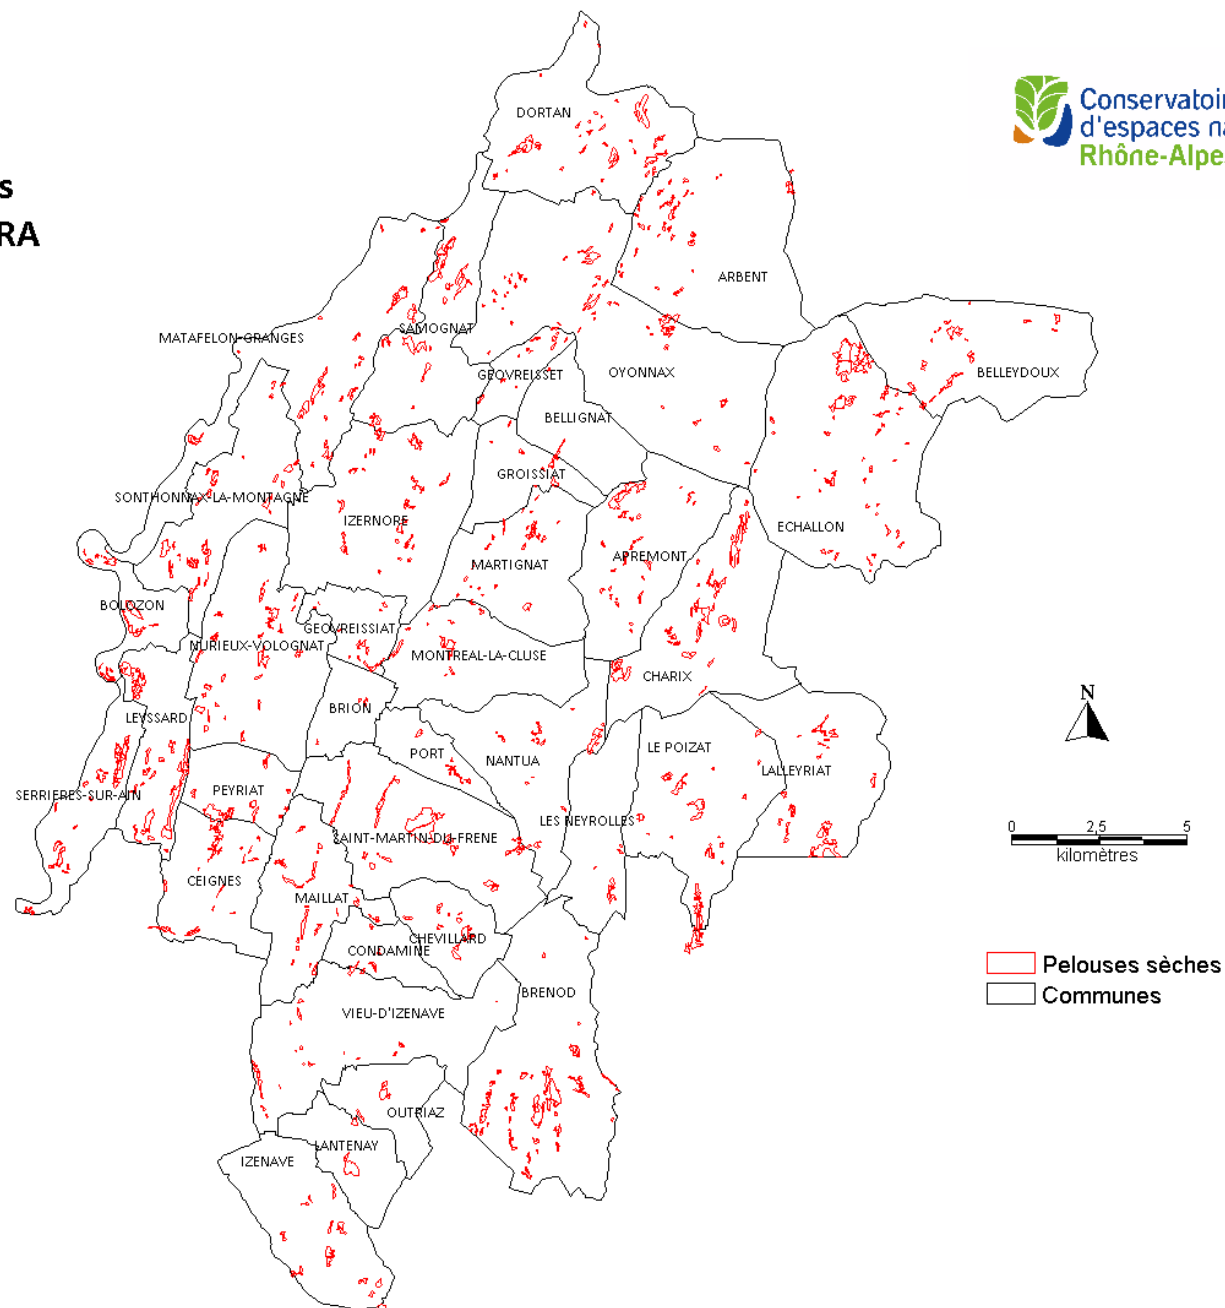 s
RA
Conservatoir
d'espaces na
Rhône-Alpe
DORTAN
ARBENT
MATAFELON-GRANGES
SAMOGNAT
GEOVREISSET
OYONNAX
BELLEYDOUX
BELLIGNAT
GROISSIAT
SONTHONNAX-LA-MONTAGNE
IZERNORE
ECHALLON
APREMONT
MARTIGNAT
BOLOZON
GEOVREISSIAT
NURIEUX-VOLOGNAT
MONTREAL-LA-CLUSE
CHARIX
N
BRION
LEYSSARD
PORT
NANTUA
LE POIZAT
LALLEYRIAT
PEYRIAT
SERRIERES-SUR-AIN
LES NEYROLLES
SAINT-MARTIN-DU-FRENE
0 2,5 5
kilomètres
CEIGNES
MAILLAT
CHEVILLARD
CONDAMINE
Pelouses sèches
BRENOD
Communes
VIEU-D'IZENAVE
OUTRIAZ
LANTENAY
IZENAVE